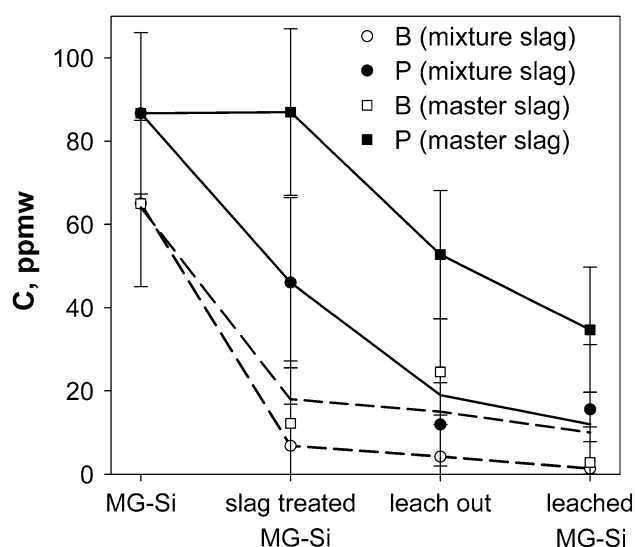 100
80
60
40
20
0
C, ppmw
B (mixture slag)
P (mixture slag)
B (master slag)
P (master slag)
MG-Si
slag treated
MG-Si
leach out
leached
MG-Si